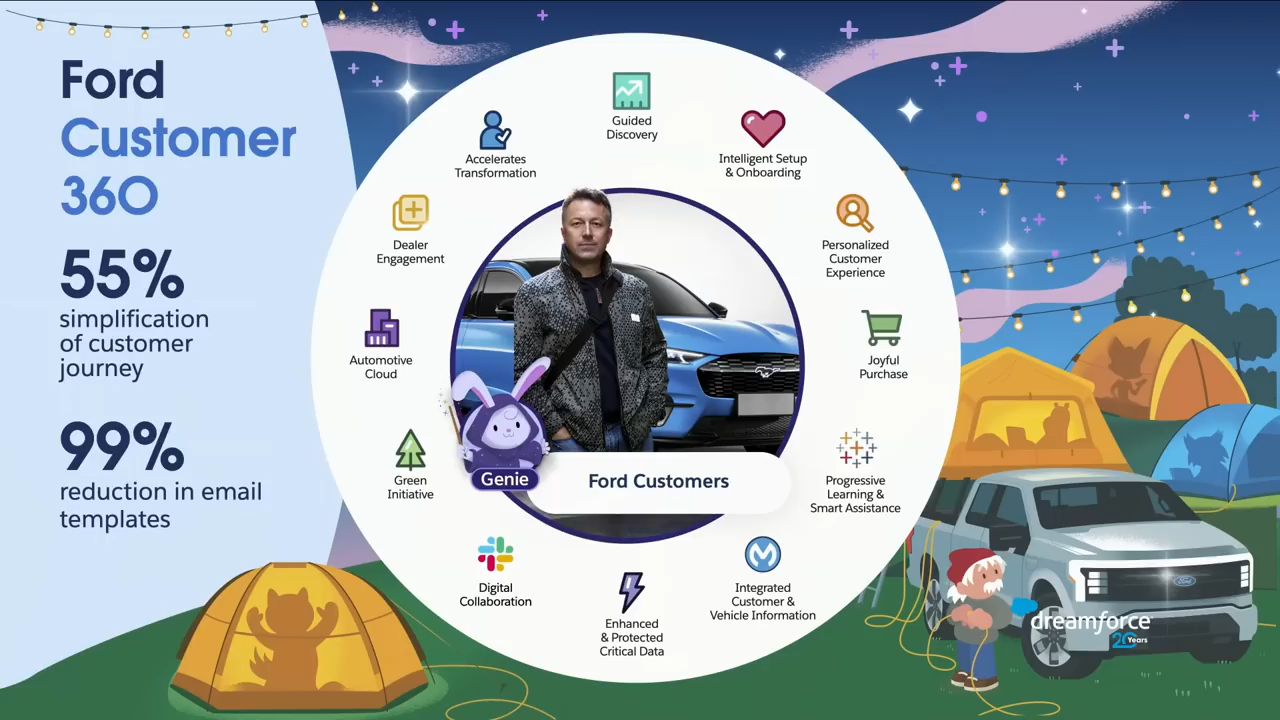 Ford
Customer
360
55%
simplification
of customer
journey
99%
reduction in email
templates
Guided
Discovery
Intelligent Setup
& Onboarding
Personalized
Customer
Experience
Joyful
Purchase
Progressive
Learning &
Smart Assistance
Integrated
Customer &
Vehicle Information
Enhanced
& Protected
Critical Data
Digital
Collaboration
Green
Initiative
Automotive
Cloud
Dealer
Engagement
Accelerates
Transformation
Genie
Ford Customers
Ford
dreamforce
20 Years